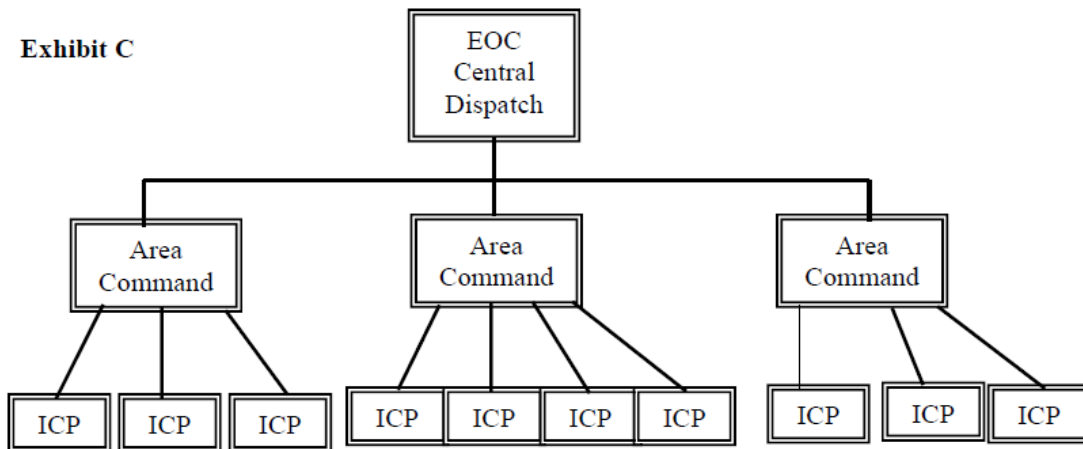 Exhibit C
EOC
Central
Dispatch
Area
Command
Area
Command
Area
Command
ICP
ICP
ICP
ICP
ICP
ICP
ICP
ICP
ICP
ICP